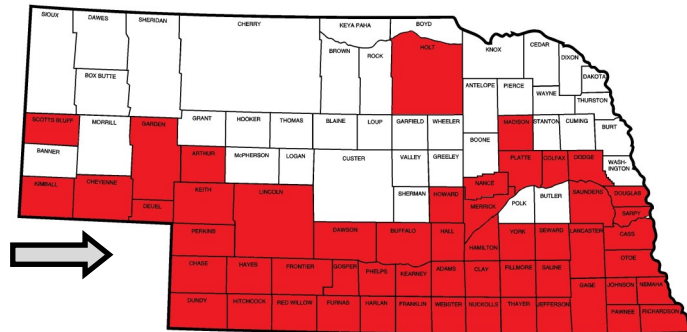 SIOUX
DAWES
SHERIDAN
CHERRY
KEYA PAHA
BOYD
BROWN
ROCK
HOLT
KNOX
CEDAR
DIXON
DAKOTA
BOX BUTTE
ANTELOPE
PIERCE
WAYNE
THURSTON
SCOTTS BLUFF
MORRILL
GARDEN
GRANT
HOOKER
THOMAS
BLAINE
LOUP
GARFIELD
WHEELER
BOONE
MADISON
STANTON
CUMING
BURT
BANNER
ARTHUR
McPHERSON
LOGAN
CUSTER
VALLEY
GREELEY
PLATTE
COLFAX
DODGE
WASH-
INGTON
KIMBALL
CHEYENNE
DEUEL
KEITH
LINCOLN
SHERMAN
HOWARD
NANCE
MERRICK
POLK
BUTLER
SAUNDERS
DOUGLAS
SARPY
PERKINS
DAWSON
BUFFALO
HALL
HAMILTON
YORK
SEWARD
LANCASTER
CASS
OTOE
CHASE
HAYES
FRONTIER
GOSPER
PHELPS
KEARNEY
ADAMS
CLAY
FILLMORE
SALINE
GAGE
JOHNSON
NEMAHA
DUNDY
HITCHCOCK
RED WILLOW
FURNAS
HARLAN
FRANKLIN
WEBSTER
NUCKOLLS
THAYER
JEFFERSON
PAWNEE
RICHARDSON